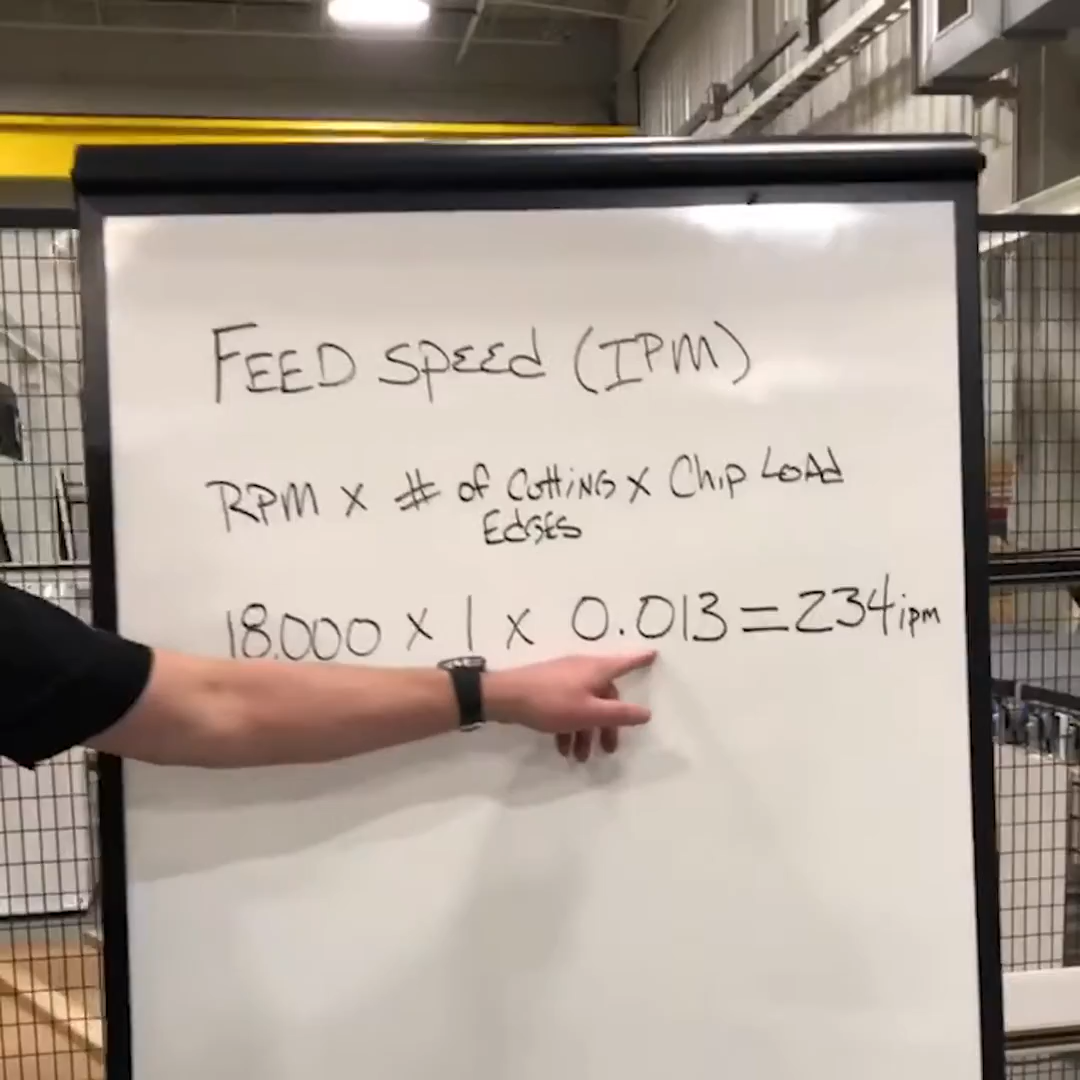 FEED SpEEd (IPM)
RPM x # of CuttiNG x Chip LoAd
EdgEs
18.000 x 1 x 0.013 = 234 ipm